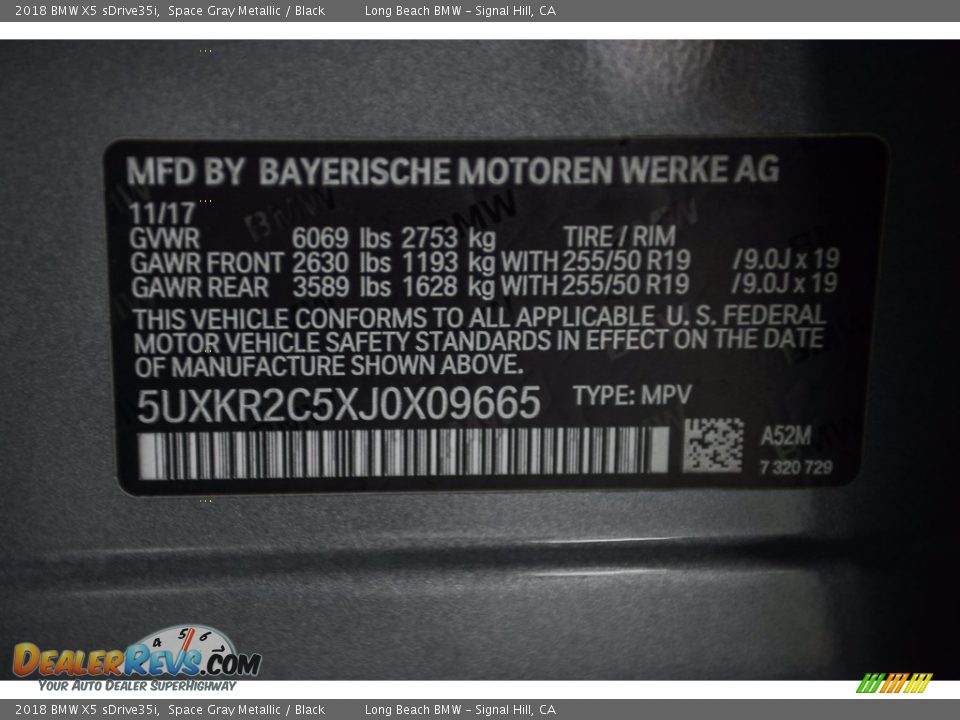 2018 BMW X5 sDrive35i, Space Gray Metallic / Black Long Beach BMW - Signal Hill, CA
MFD BY BAYERISCHE MOTOREN WERKE AG
11/17
GVWR 6069 lbs 2753 kg TIRE / RIM
GAWR FRONT 2630 lbs 1193 kg WITH 255/50 R19 /9.0J x 19
GAWR REAR 3589 lbs 1628 kg WITH 255/50 R19 /9.0J x 19
THIS VEHICLE CONFORMS TO ALL APPLICABLE U. S. FEDERAL
MOTOR VEHICLE SAFETY STANDARDS IN EFFECT ON THE DATE
OF MANUFACTURE SHOWN ABOVE.
5UXKR2C5XJ0X09665 TYPE: MPV
A52M
7 320 729
4 5 6
DEALERREVS.COM
YOUR AUTO DEALER SUPERHIGHWAY
2018 BMW X5 sDrive35i, Space Gray Metallic / Black Long Beach BMW - Signal Hill, CA